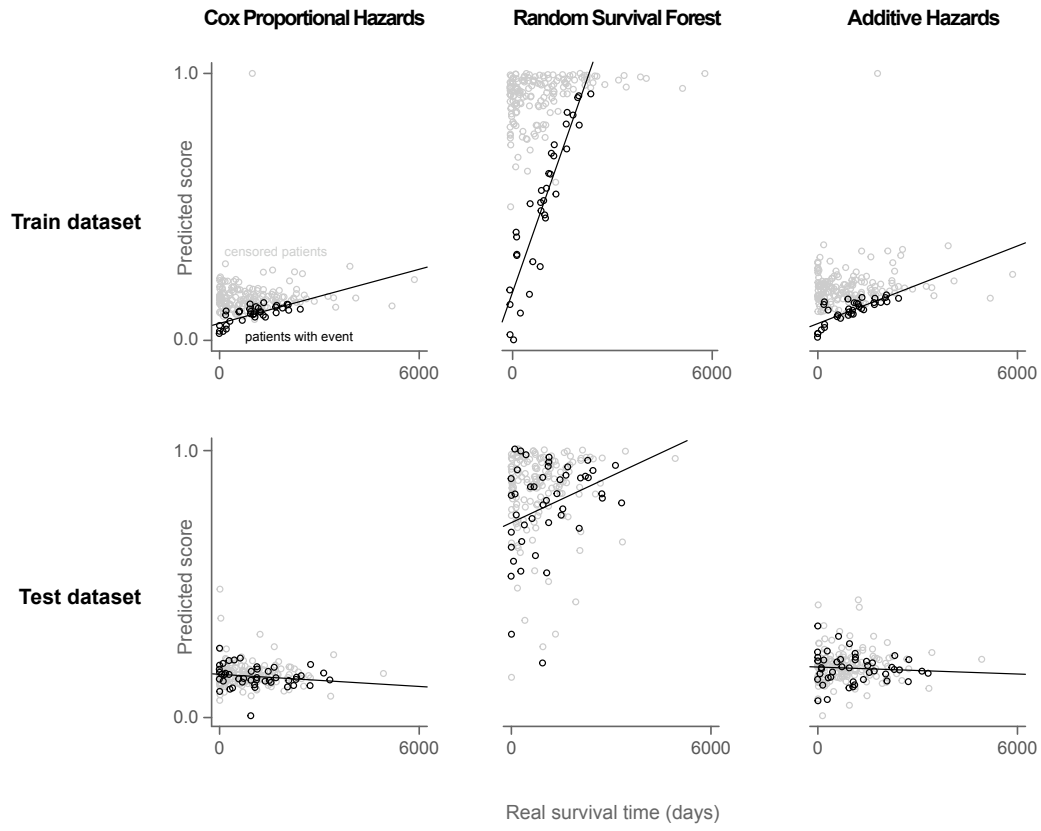 Cox Proportional Hazards
Random Survival Forest
Additive Hazards
Train dataset
Predicted score
1.0
0.0
censored patients
patients with event
0
6000
0
6000
0
6000
Test dataset
Predicted score
1.0
0.0
0
6000
0
6000
0
6000
Real survival time (days)